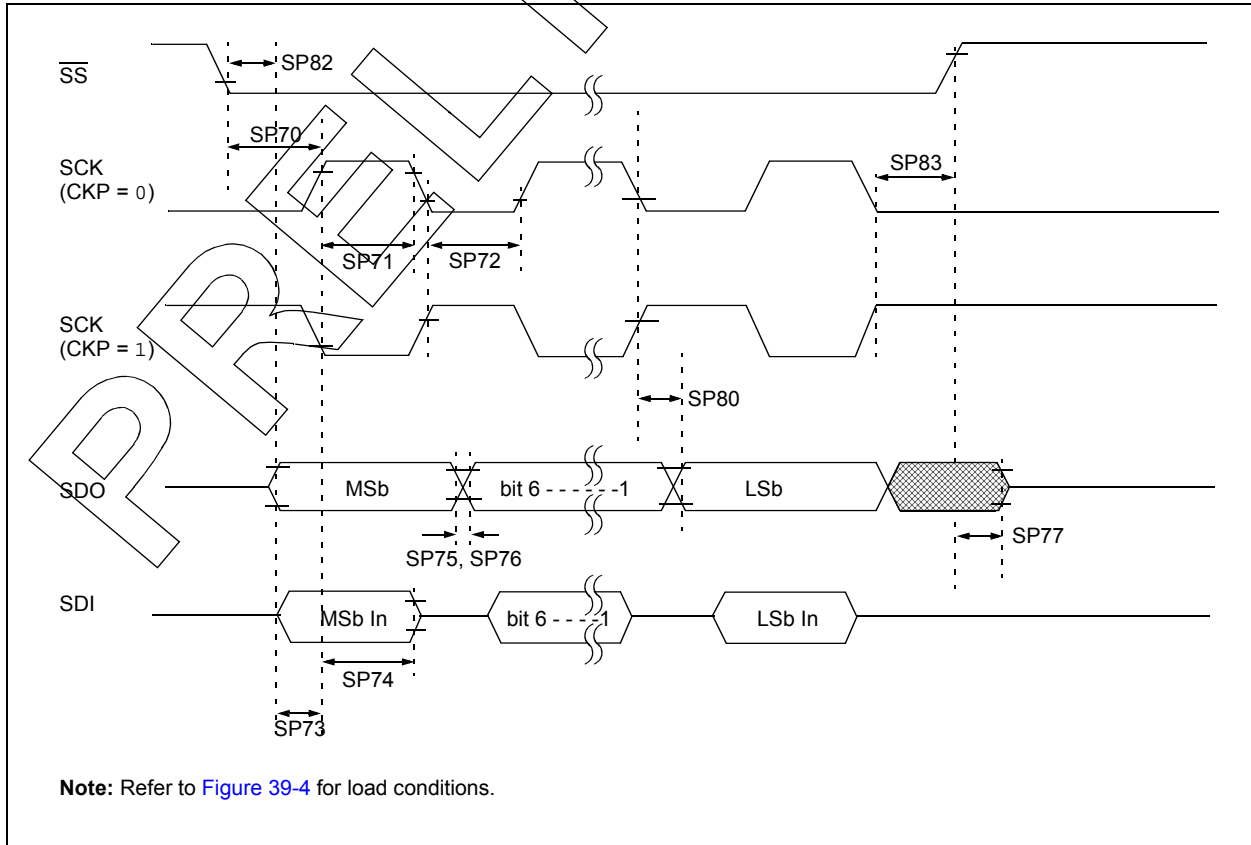 SS
SP82
SP70
SCK
(CKP = 0)
SP83
SP71
SP72
SCK
(CKP = 1)
SP80
SDO
MSb
bit 6 - - - - - -1
LSb
SP75, SP76
SP77
SDI
MSb In
bit 6 - - - -1
LSb In
SP74
SP73
Note: Refer to Figure 39-4 for load conditions.
PRELI